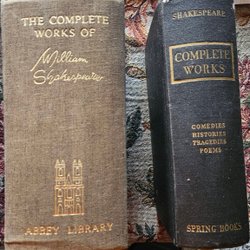 THE COMPLETE
WORKS OF
William
Shakespeare
ABBEY LIBRARY
SHAKESPEARE
COMPLETE
WORKS
COMEDIES
HISTORIES
TRAGEDIES
POEMS
SPRING BOOKS